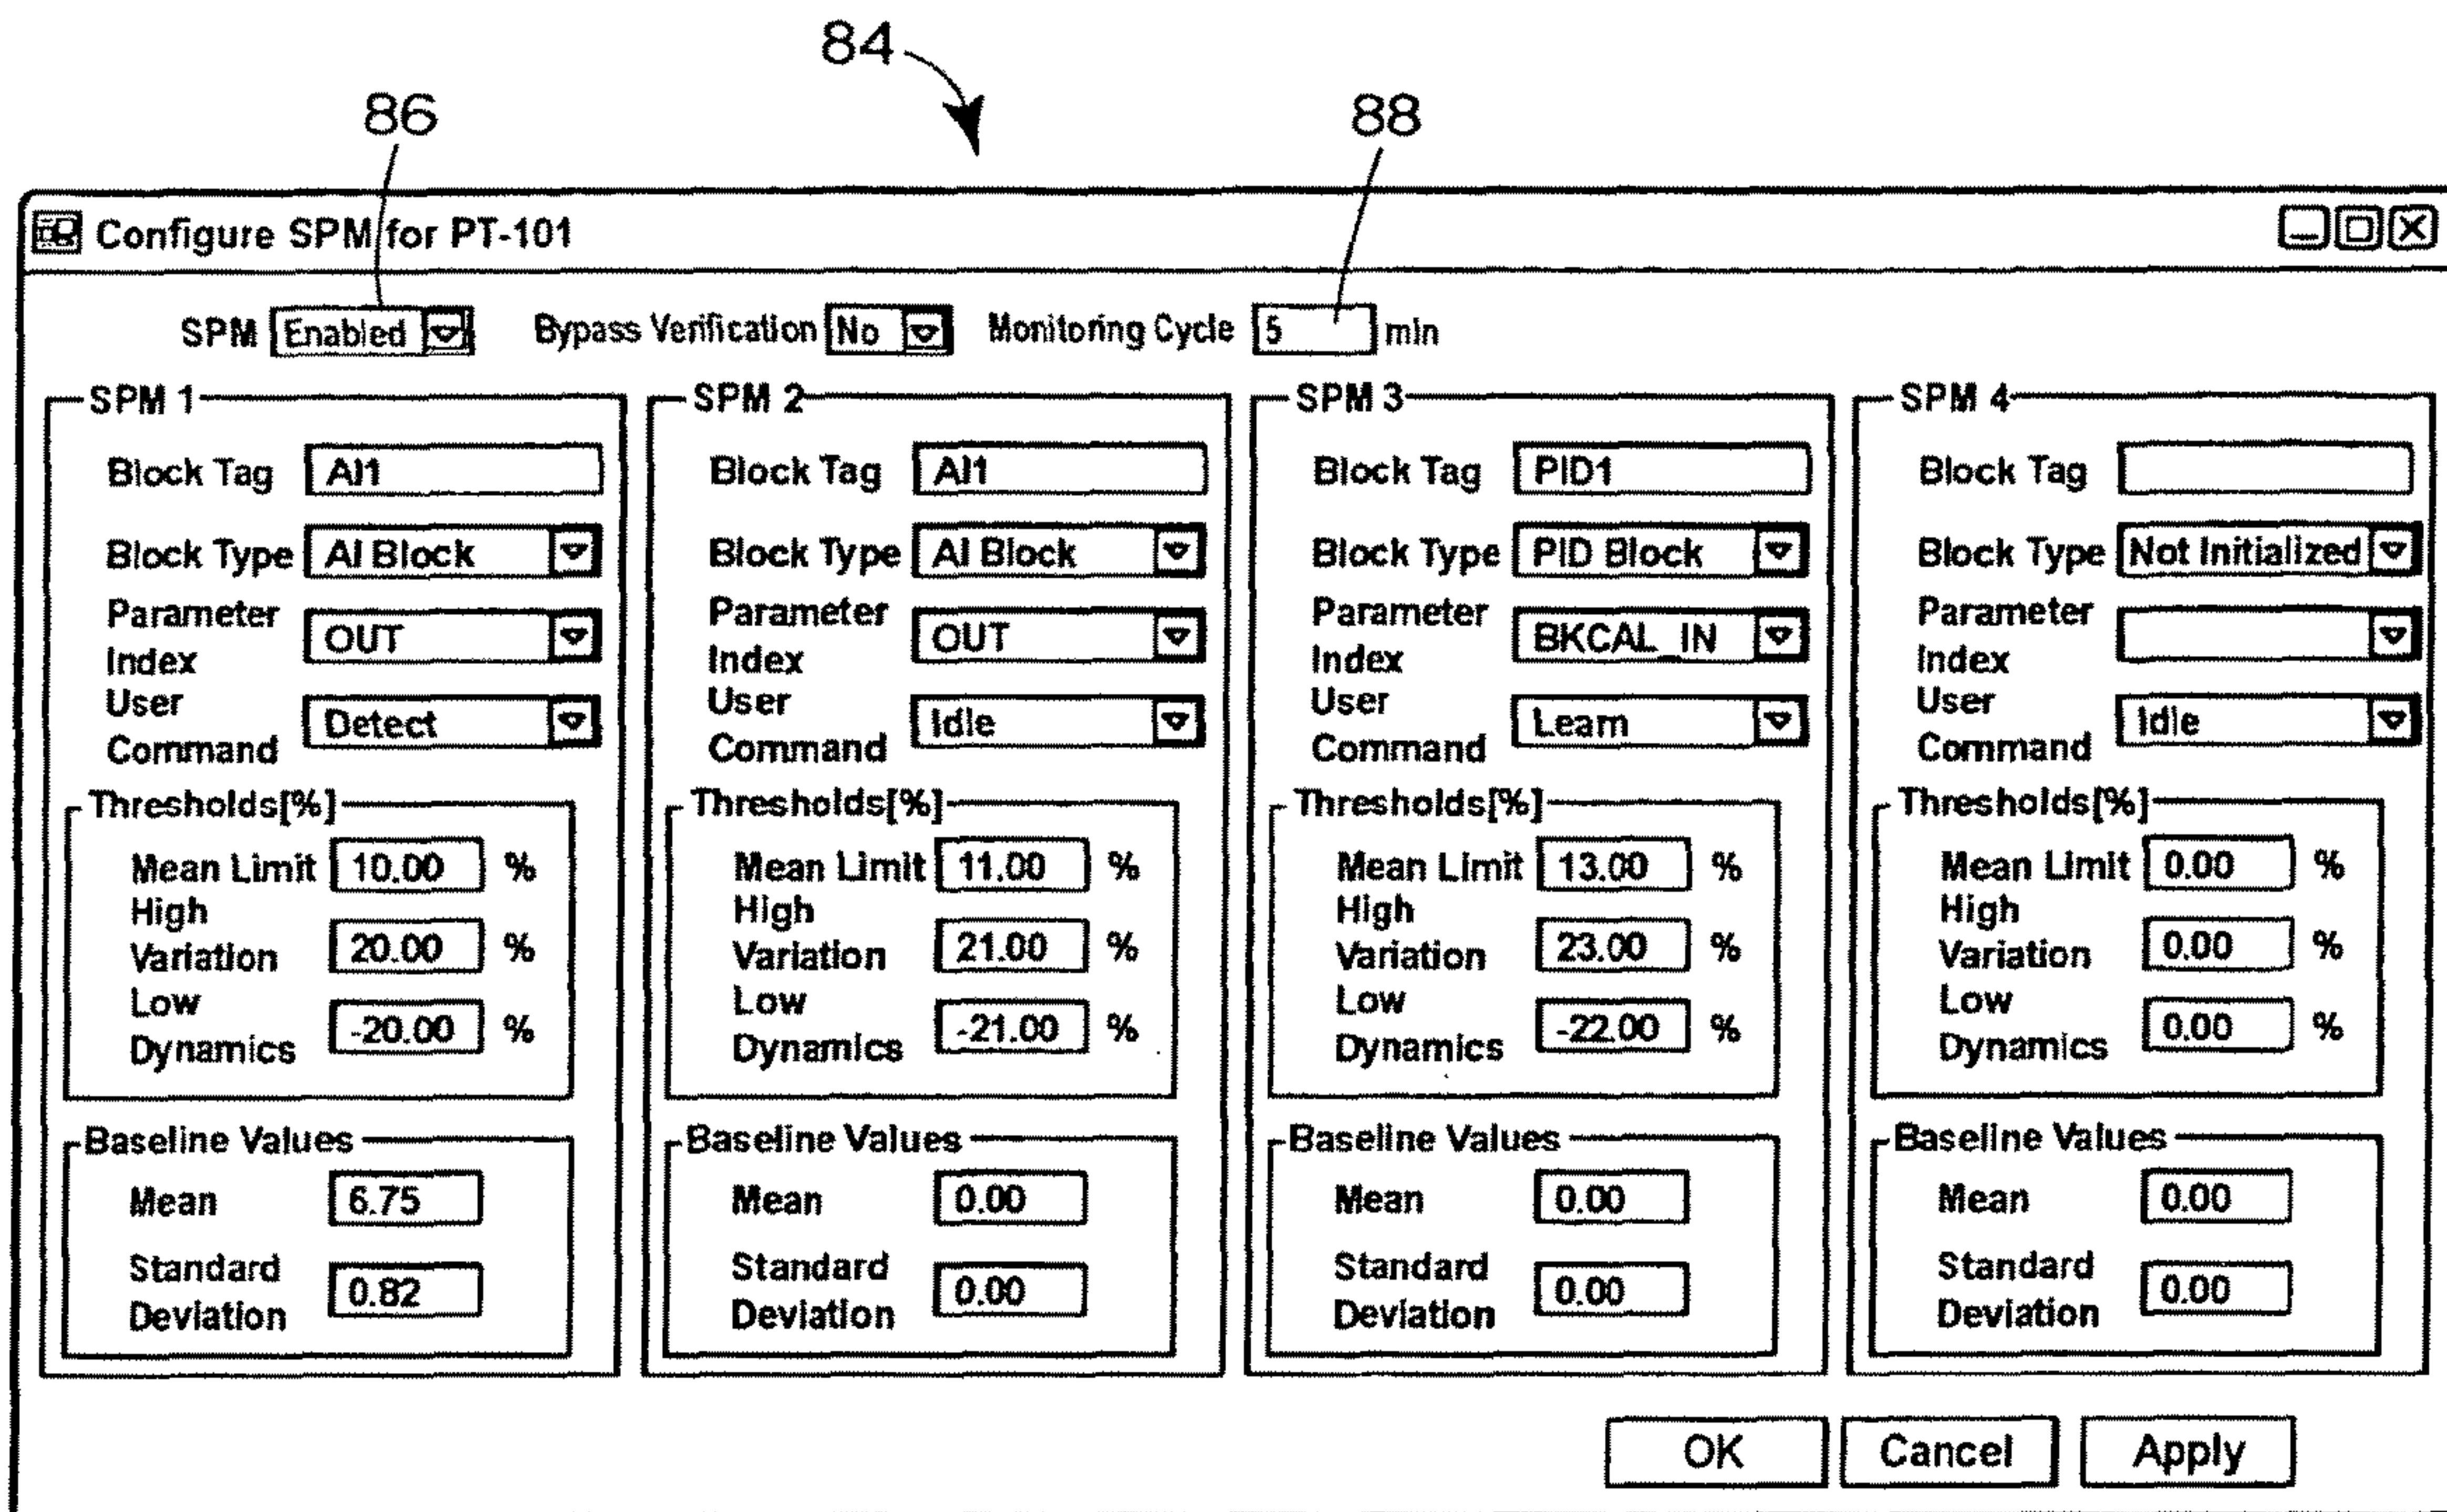 84
86
88
Configure SPM for PT-101
SPM Enabled Bypass Verification No Monitoring Cycle 5 min
SPM 1
Block Tag AI1
Block Type AI Block
Parameter Index OUT
User Command Detect
Thresholds[%]
Mean Limit 10.00 %
High Variation 20.00 %
Low Dynamics -20.00 %
Baseline Values
Mean 6.75
Standard Deviation 0.82
SPM 2
Block Tag AI1
Block Type AI Block
Parameter Index OUT
User Command Idle
Thresholds[%]
Mean Limit 11.00 %
High Variation 21.00 %
Low Dynamics -21.00 %
Baseline Values
Mean 0.00
Standard Deviation 0.00
SPM 3
Block Tag PID1
Block Type PID Block
Parameter Index BKCAL_IN
User Command Learn
Thresholds[%]
Mean Limit 13.00 %
High Variation 23.00 %
Low Dynamics -22.00 %
Baseline Values
Mean 0.00
Standard Deviation 0.00
SPM 4
Block Tag
Block Type Not Initialized
Parameter Index
User Command Idle
Thresholds[%]
Mean Limit 0.00 %
High Variation 0.00 %
Low Dynamics 0.00 %
Baseline Values
Mean 0.00
Standard Deviation 0.00
OK Cancel Apply